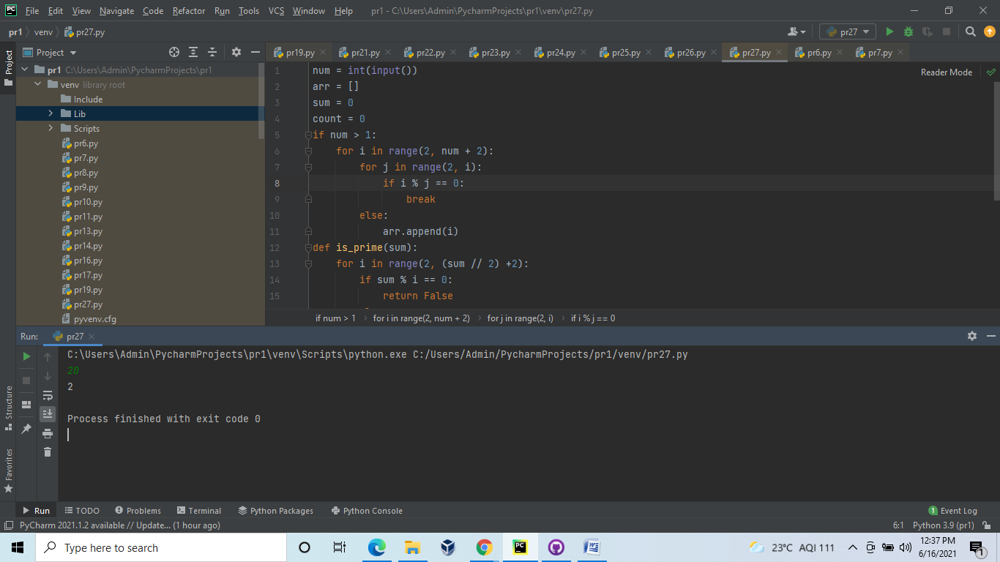 PC File Edit View Navigate Code Refactor Run Tools VCS Window Help pr1 - C:\Users\Admin\PycharmProjects\pr1\venv\pr27.py
pr1 venv pr27.py pr27
Project
Project pr19.py pr21.py pr22.py pr23.py pr24.py pr25.py pr26.py pr27.py pr6.py pr7.py
pr1 C:\Users\Admin\PycharmProjects\pr1
venv library root
Include
Lib
Scripts
pr6.py
pr7.py
pr8.py
pr9.py
pr10.py
pr11.py
pr13.py
pr14.py
pr16.py
pr17.py
pr19.py
pr27.py
pyvenv.cfg
Reader Mode
1 num = int(input())
2 arr = []
3 sum = 0
4 count = 0
5 if num > 1:
6 for i in range(2, num + 2):
7 for j in range(2, i):
8 if i % j == 0:
9 break
10 else:
11 arr.append(i)
12 def is_prime(sum):
13 for i in range(2, (sum // 2) +2):
14 if sum % i == 0:
15 return False
if num > 1 for i in range(2, num + 2) for j in range(2, i) if i % j == 0
Run: pr27
C:\Users\Admin\PycharmProjects\pr1\venv\Scripts\python.exe C:/Users/Admin/PycharmProjects/pr1/venv/pr27.py
20
2
Process finished with exit code 0
Structure
Favorites
Run TODO Problems Terminal Python Packages Python Console 1 Event Log
PyCharm 2021.1.2 available // Update... (1 hour ago) 6:1 Python 3.9 (pr1)
Type here to search PC 23°C AQI 111 12:37 PM
6/16/2021 1